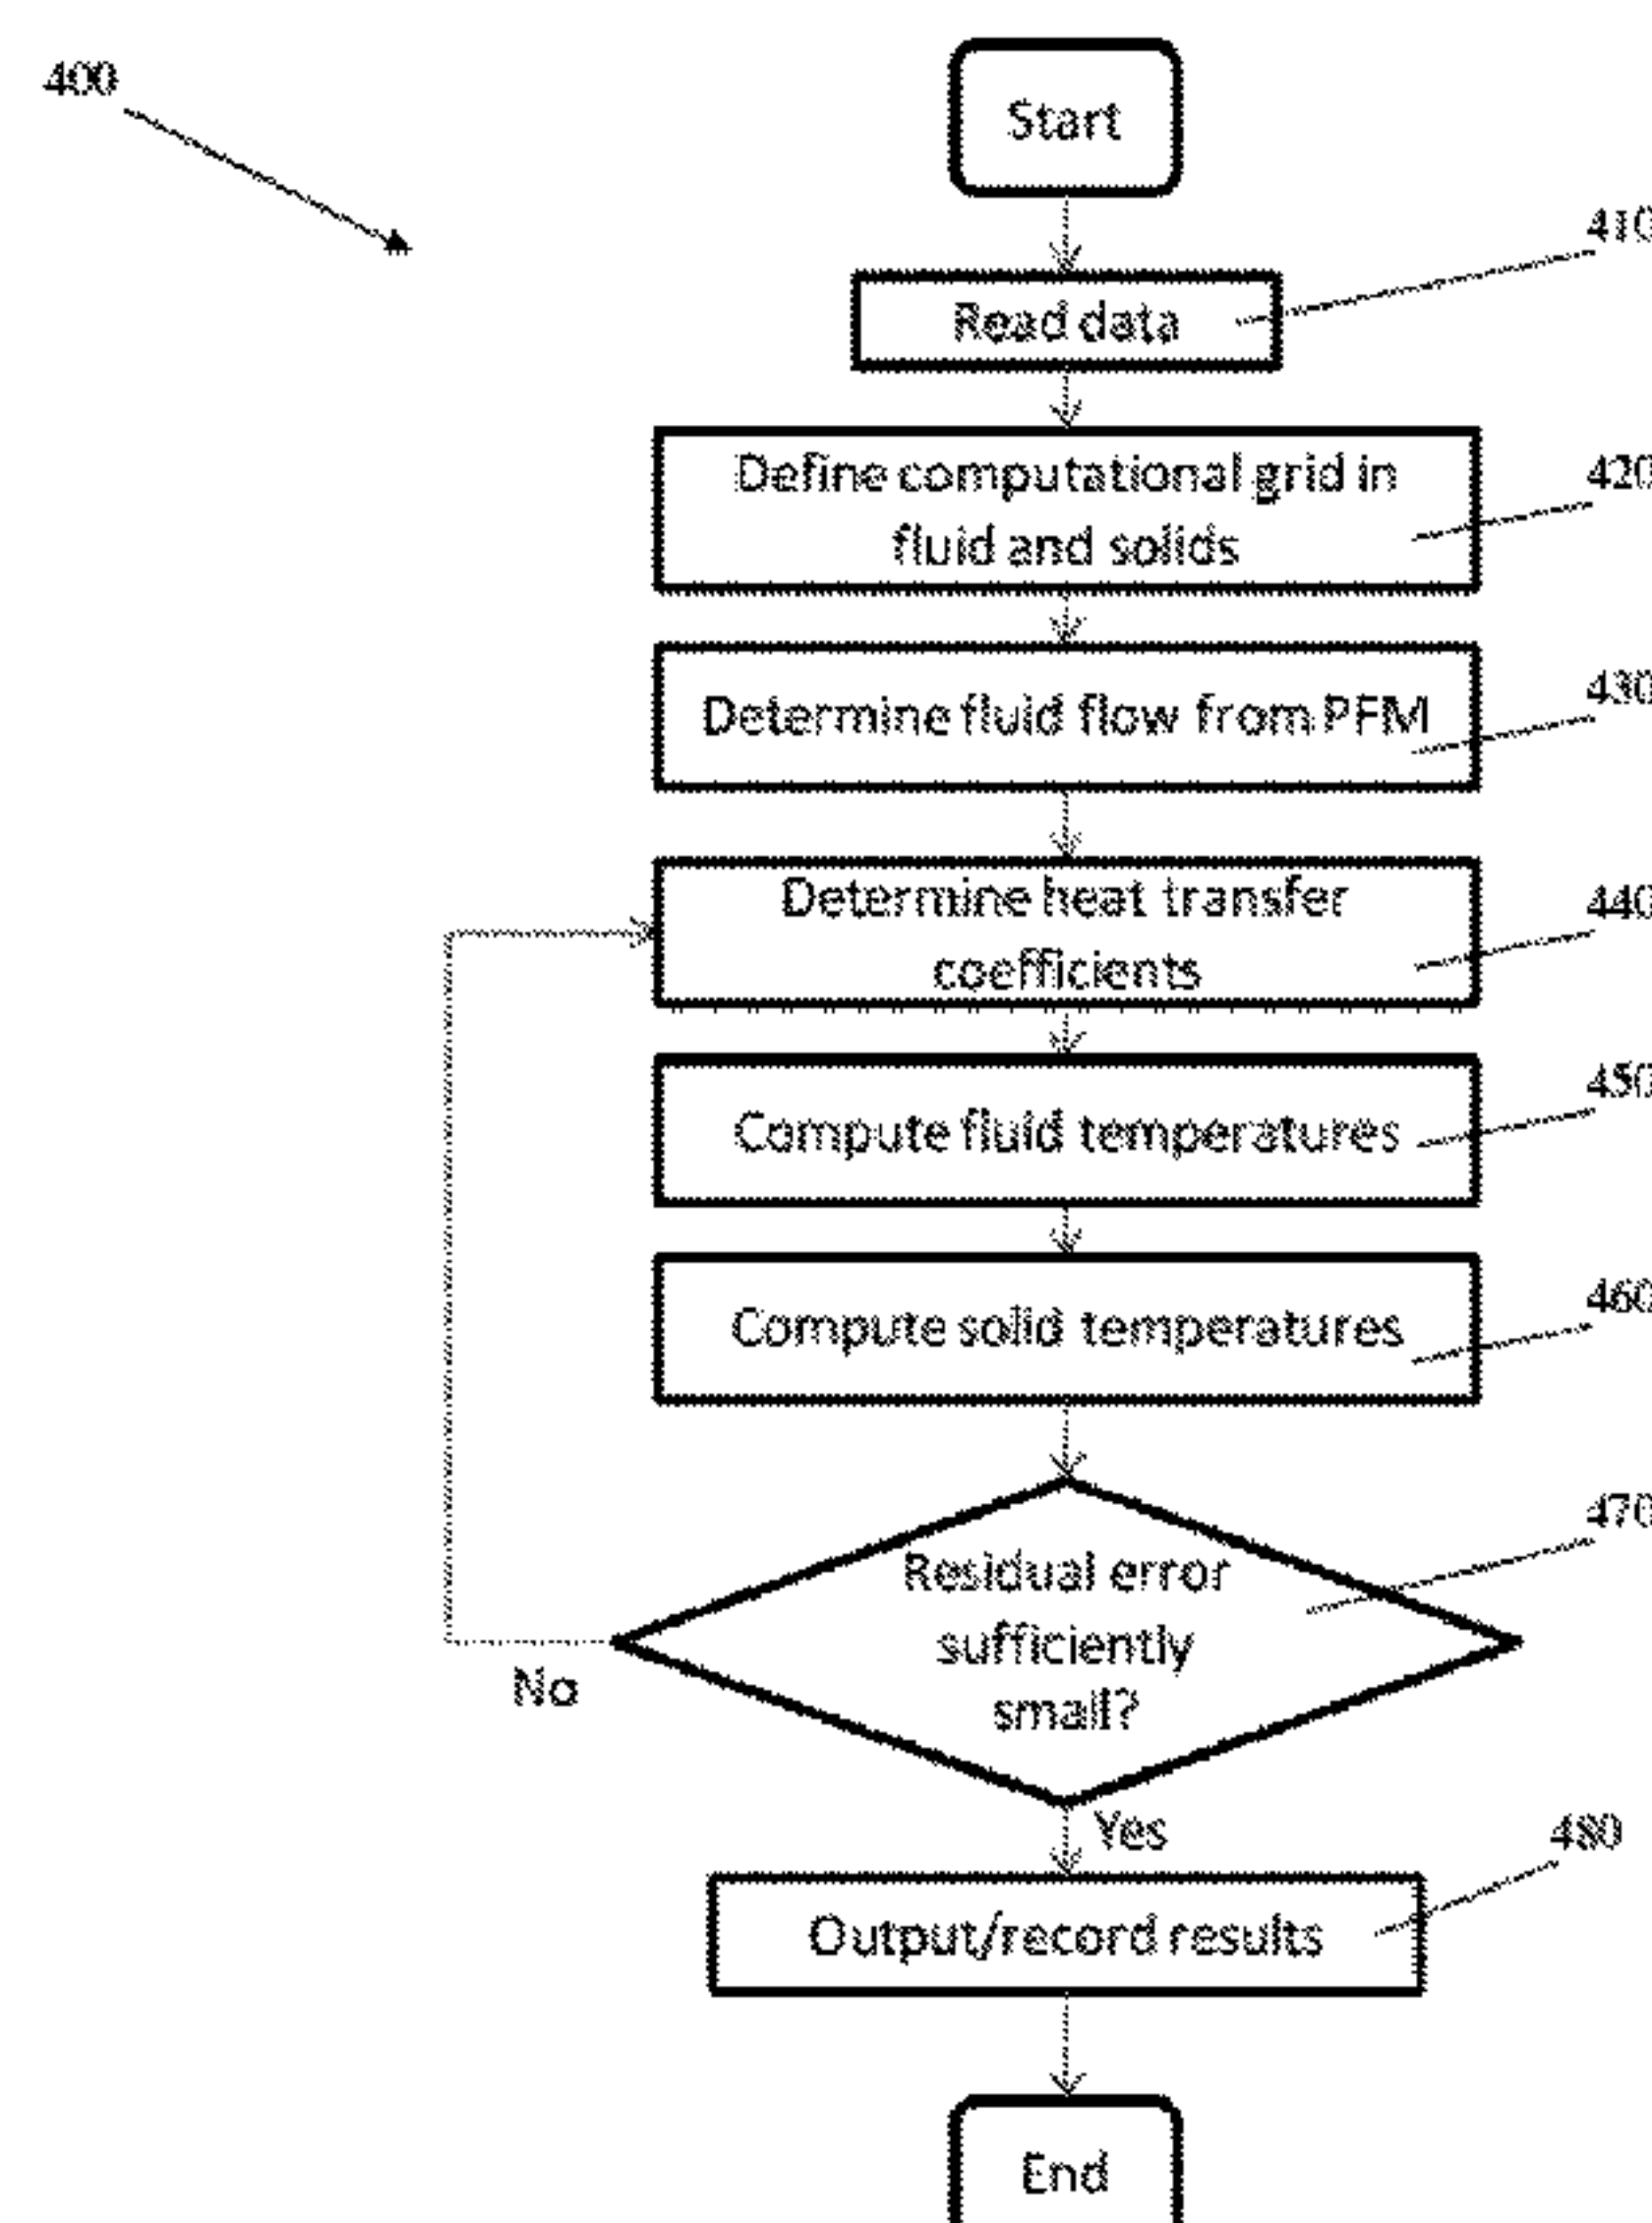 400
Start
410
Read data
Define computational grid in
fluid and solids
420
Determine fluid flow from PFM
430
Determine heat transfer
coefficients
440
Compute fluid temperatures
450
Compute solid temperatures
460
Residual error
sufficiently
small?
470
No
Yes
480
Output/record results
End